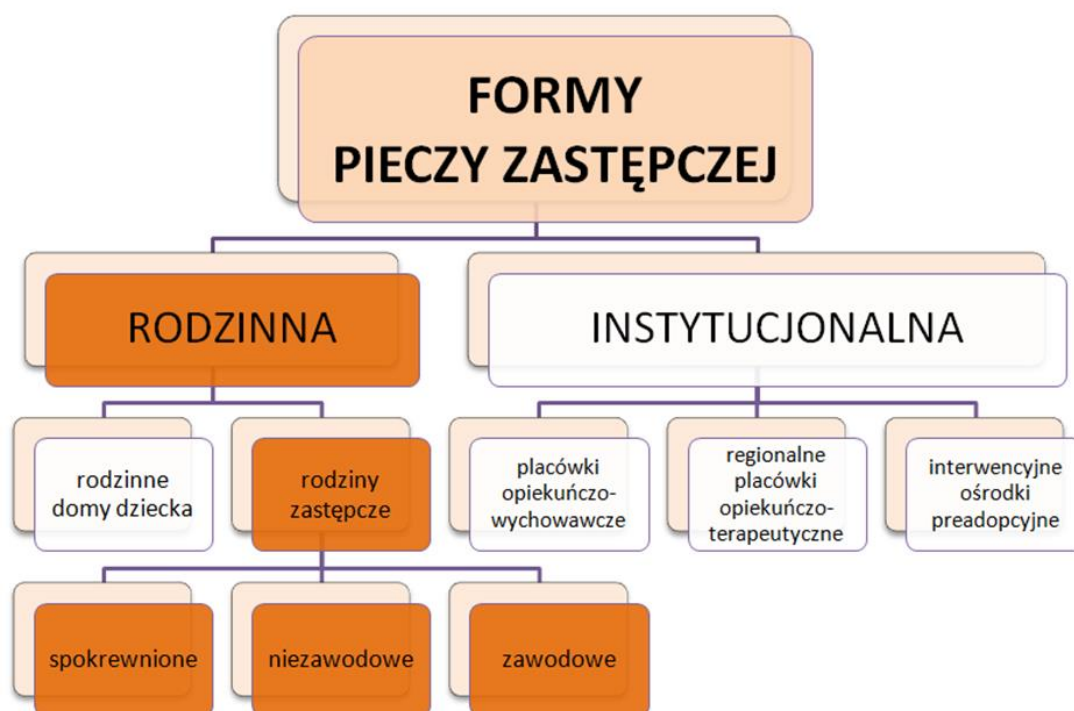 FORMY
PIECZY ZASTĘPCZEJ
RODZINNA
INSTYTUCJONALNA
rodzinne
domy dziecka
rodziny
zastępcze
placówki
opiekuńczo-
wychowawcze
regionalne
placówki
opiekuńczo-
terapeutyczne
interwencyjne
ośrodki
preadopcyjne
spokrewnione
niezawodowe
zawodowe